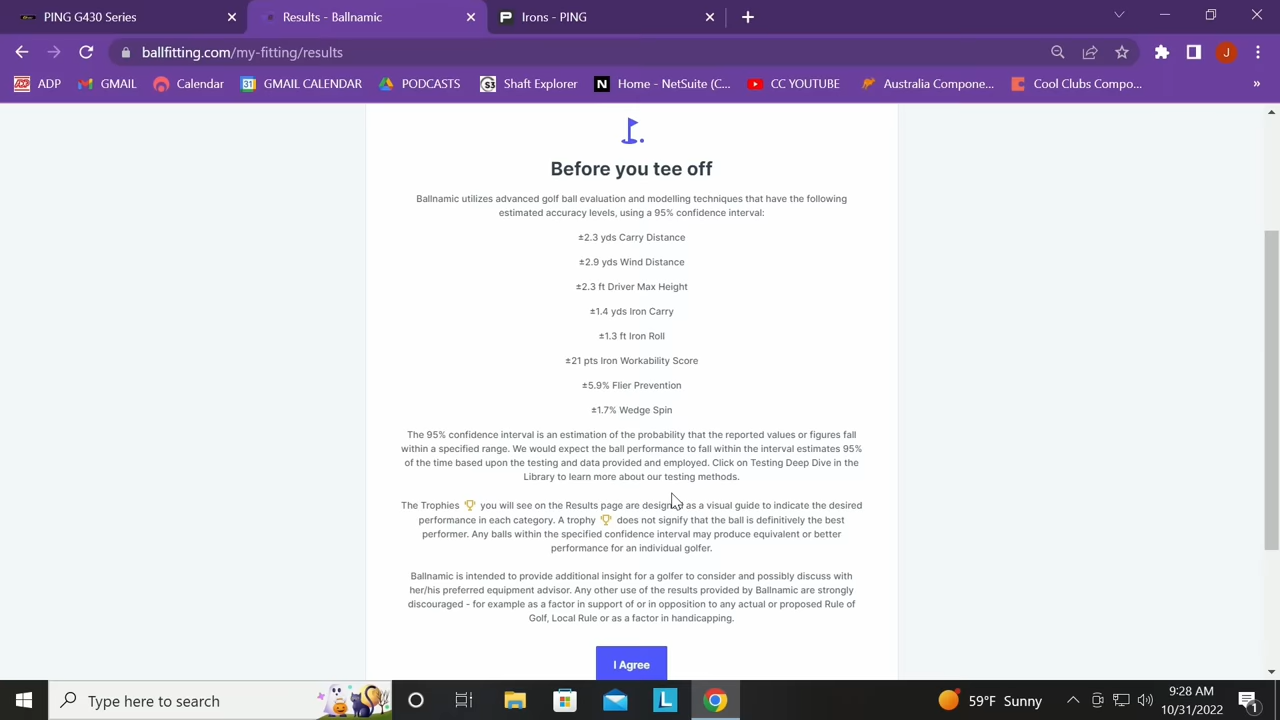 PING G430 Series
Results - Ballnamic
Irons - PING
ballfitting.com/my-fitting/results
J
ADP
GMAIL
Calendar
31 GMAIL CALENDAR
PODCASTS
S3 Shaft Explorer
N Home - NetSuite (C...
CC YOUTUBE
Australia Compone...
Cool Clubs Compo...
»
Before you tee off
Ballnamic utilizes advanced golf ball evaluation and modelling techniques that have the following
estimated accuracy levels, using a 95% confidence interval:
±2.3 yds Carry Distance
±2.9 yds Wind Distance
±2.3 ft Driver Max Height
±1.4 yds Iron Carry
±1.3 ft Iron Roll
±21 pts Iron Workability Score
±5.9% Flier Prevention
±1.7% Wedge Spin
The 95% confidence interval is an estimation of the probability that the reported values or figures fall
within a specified range. We would expect the ball performance to fall within the interval estimates 95%
of the time based upon the testing and data provided and employed. Click on Testing Deep Dive in the
Library to learn more about our testing methods.
The Trophies 🏆 you will see on the Results page are designed as a visual guide to indicate the desired
performance in each category. A trophy 🏆 does not signify that the ball is definitively the best
performer. Any balls within the specified confidence interval may produce equivalent or better
performance for an individual golfer.
Ballnamic is intended to provide additional insight for a golfer to consider and possibly discuss with
her/his preferred equipment advisor. Any other use of the results provided by Ballnamic are strongly
discouraged - for example as a factor in support of or in opposition to any actual or proposed Rule of
Golf, Local Rule or as a factor in handicapping.
I Agree
Type here to search
L
59°F Sunny
9:28 AM
10/31/2022
1